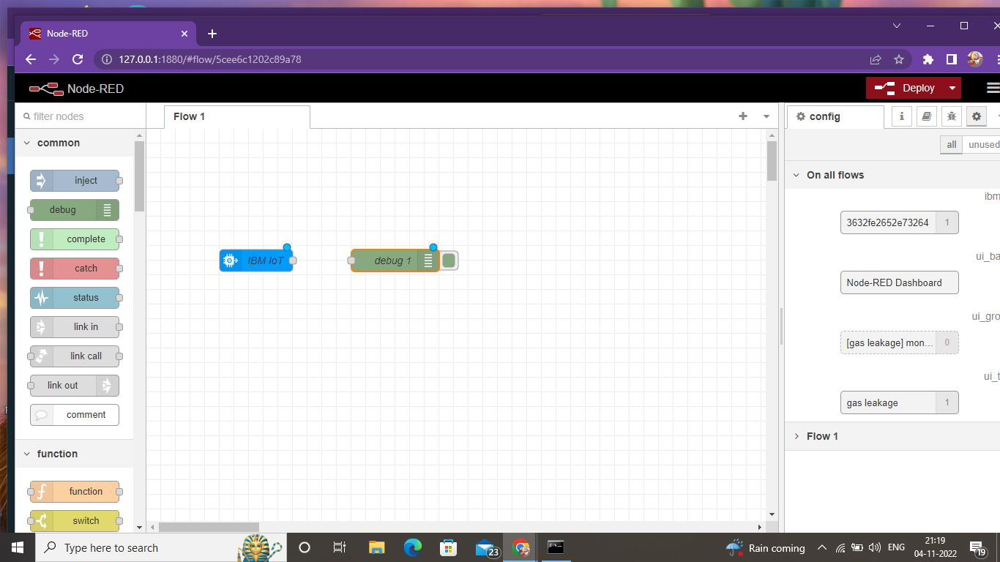 Node-RED
127.0.0.1:1880/#flow/5cee6c1202c89a78
Node-RED
Deploy
filter nodes
Flow 1
config
all
unused
common
inject
debug
complete
catch
status
link in
link call
link out
comment
function
function
switch
IBM IoT
debug 1
On all flows
ibm
3632fe2652e73264 1
ui_ba
Node-RED Dashboard
ui_gro
[gas leakage] mon... 0
ui_t
gas leakage 1
Flow 1
Type here to search
23
Rain coming
ENG
21:19
04-11-2022
19